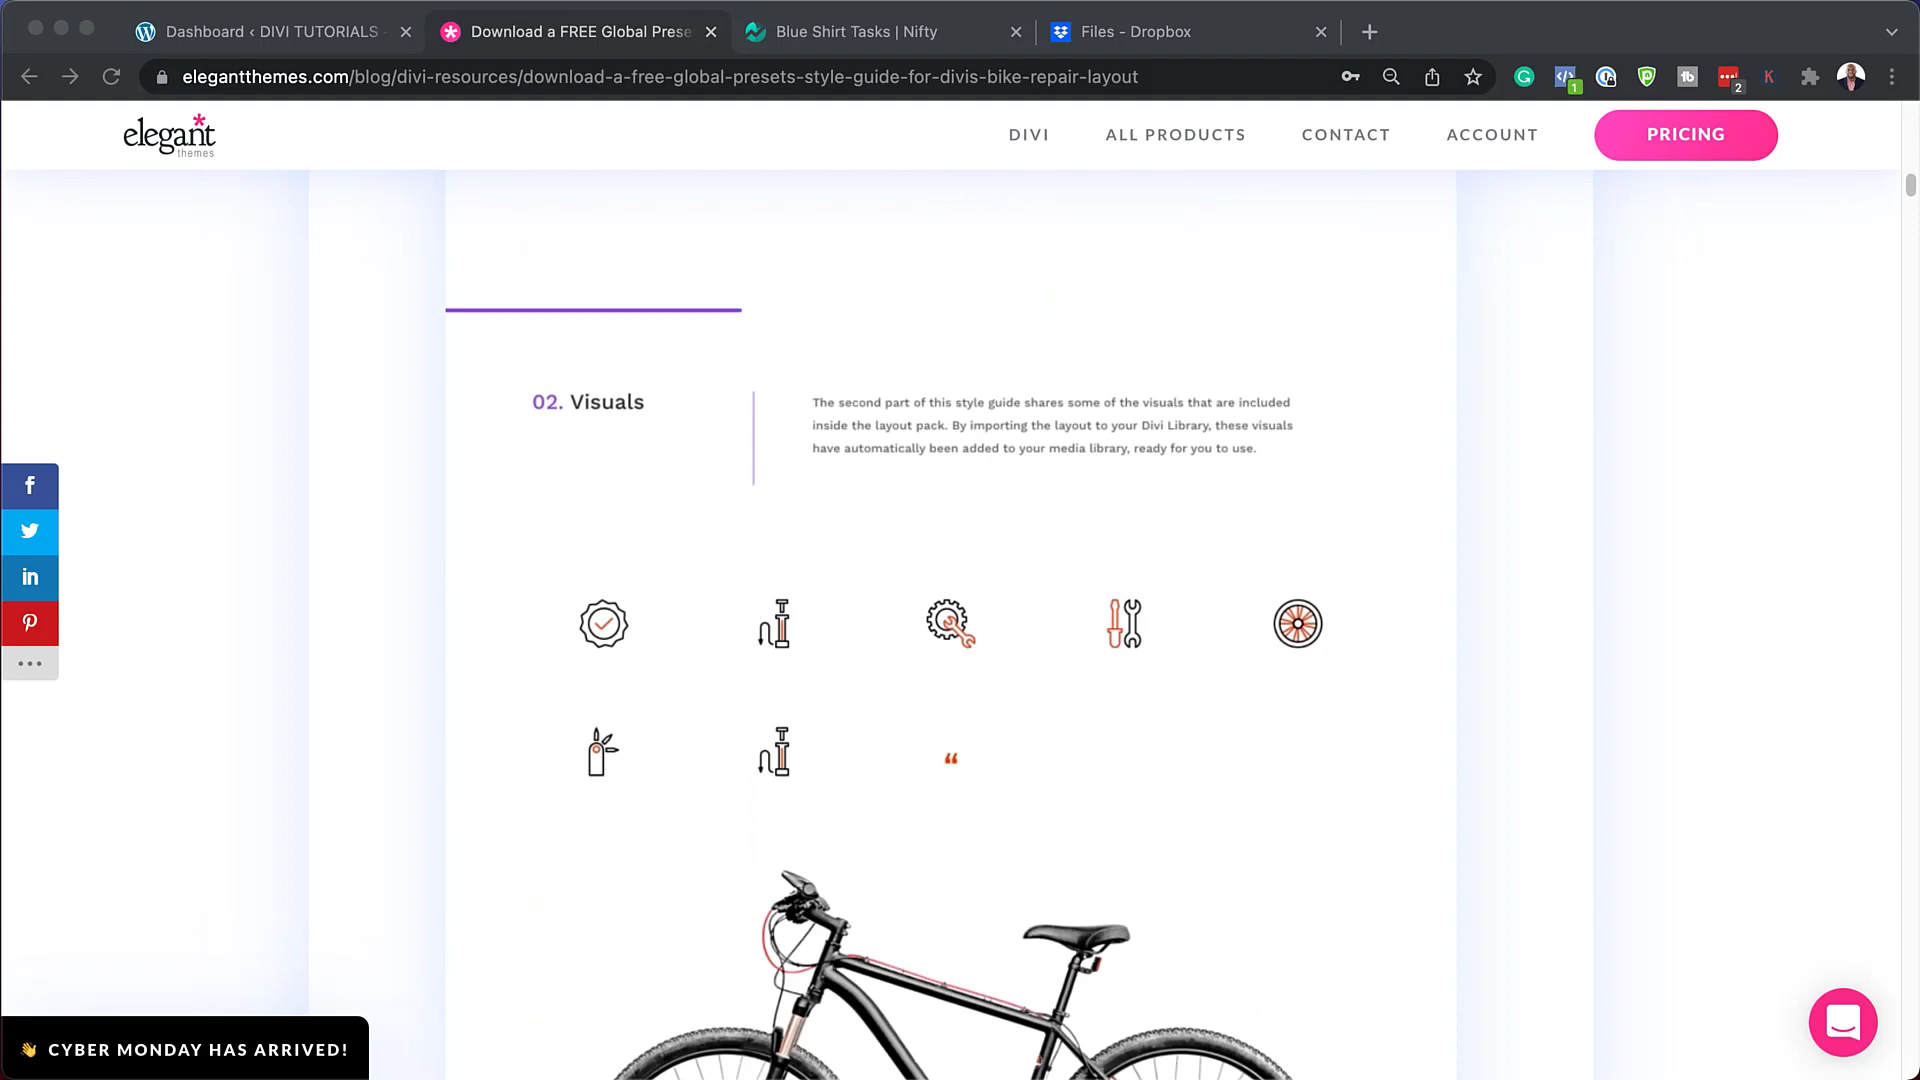 Dashboard ‹ DIVI TUTORIALS -
Download a FREE Global Prese
Blue Shirt Tasks | Nifty
Files - Dropbox
elegantthemes.com/blog/divi-resources/download-a-free-global-presets-style-guide-for-divis-bike-repair-layout
1
2
K
elegant
themes
DIVI
ALL PRODUCTS
CONTACT
ACCOUNT
PRICING
02. Visuals
The second part of this style guide shares some of the visuals that are included
inside the layout pack. By importing the layout to your Divi Library, these visuals
have automatically been added to your media library, ready for you to use.
“
👋 CYBER MONDAY HAS ARRIVED!